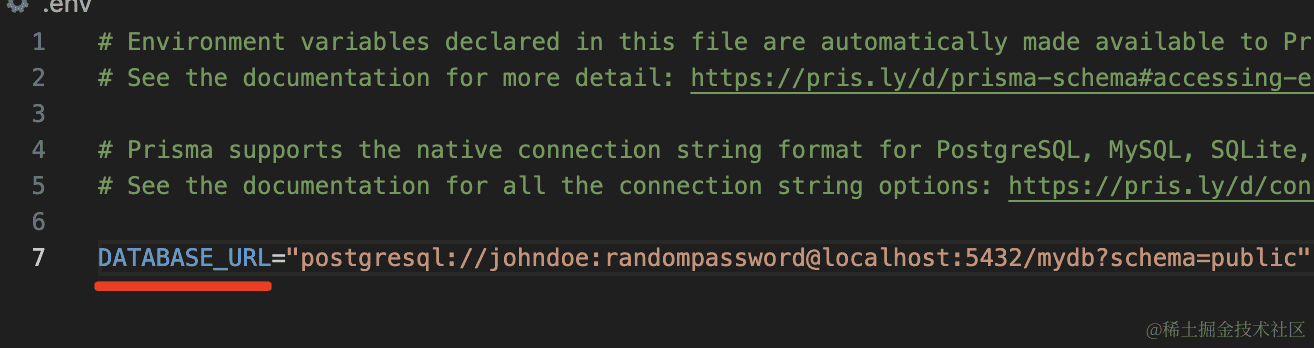 .env
1 # Environment variables declared in this file are automatically made available to Pr
2 # See the documentation for more detail: https://pris.ly/d/prisma-schema#accessing-e
3
4 # Prisma supports the native connection string format for PostgreSQL, MySQL, SQLite,
5 # See the documentation for all the connection string options: https://pris.ly/d/con
6
7 DATABASE_URL="postgresql://johndoe:randompassword@localhost:5432/mydb?schema=public"
@稀土掘金技术社区